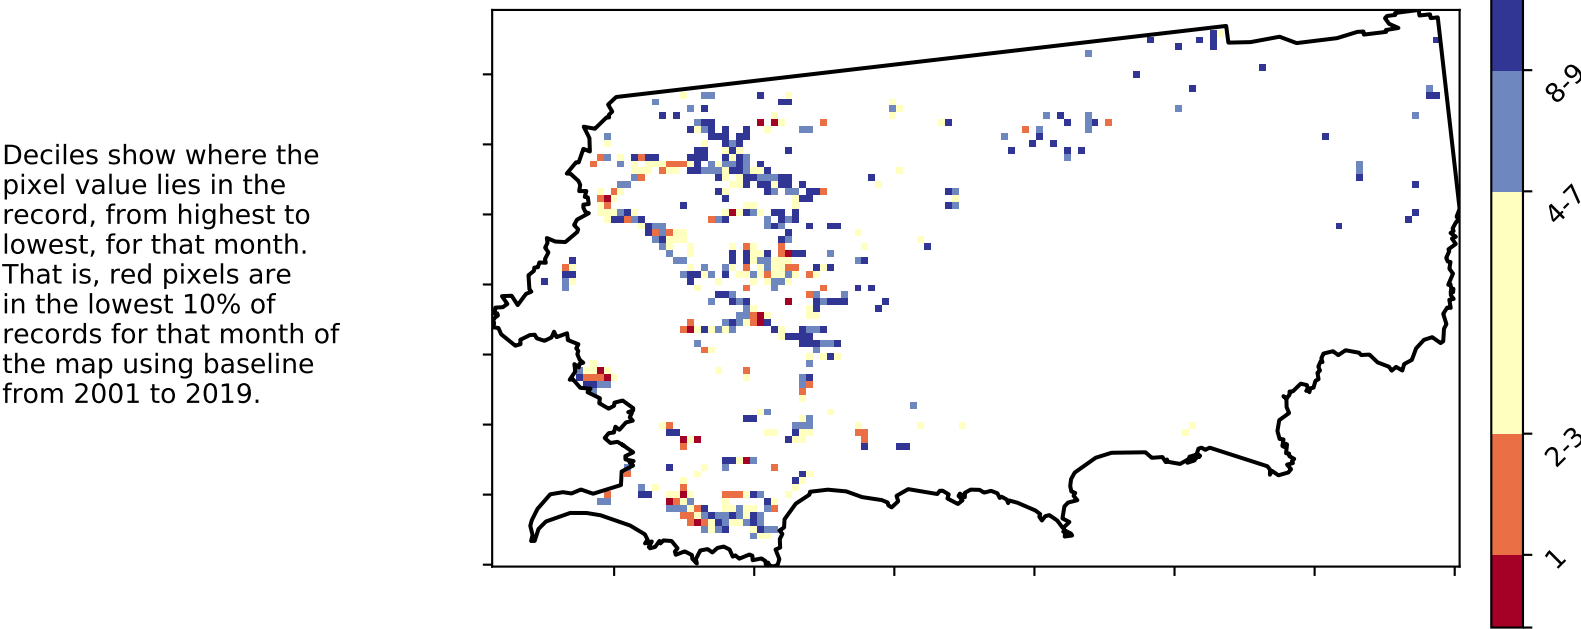 Deciles show where the
pixel value lies in the
record, from highest to
lowest, for that month.
That is, red pixels are
in the lowest 10% of
records for that month of
the map using baseline
from 2001 to 2019.
8-9
4-7
2-3
1